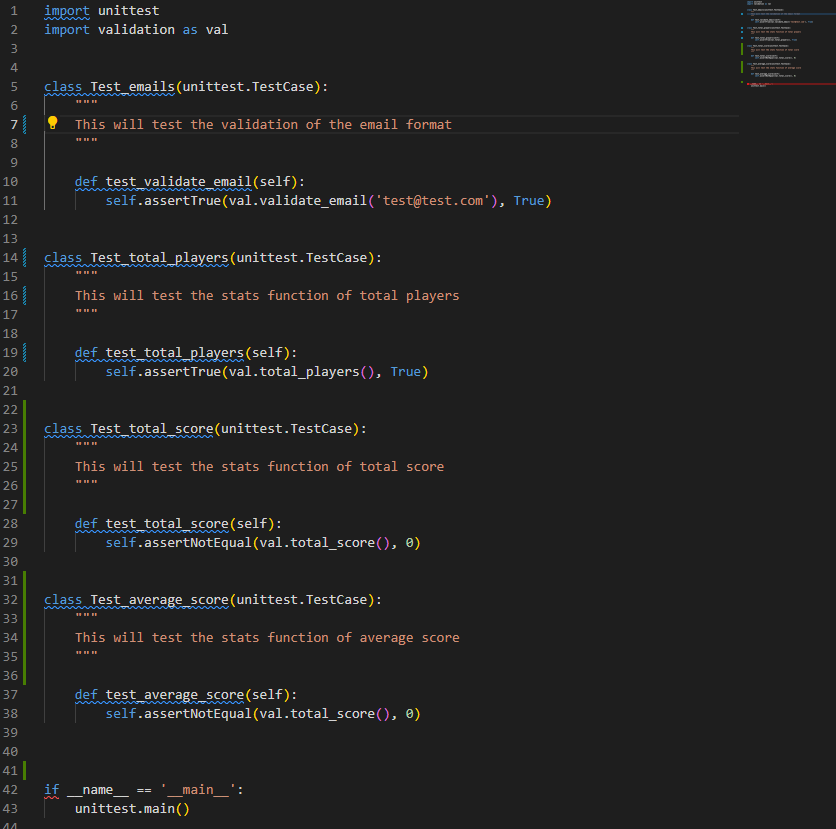 1 import unittest
2 import validation as val
3
4
5 class Test_emails(unittest.TestCase):
6     """
7     This will test the validation of the email format
8     """
9
10     def test_validate_email(self):
11         self.assertTrue(val.validate_email('test@test.com'), True)
12
13
14 class Test_total_players(unittest.TestCase):
15     """
16     This will test the stats function of total players
17     """
18
19     def test_total_players(self):
20         self.assertTrue(val.total_players(), True)
21
22
23 class Test_total_score(unittest.TestCase):
24     """
25     This will test the stats function of total score
26     """
27
28     def test_total_score(self):
29         self.assertNotEqual(val.total_score(), 0)
30
31
32 class Test_average_score(unittest.TestCase):
33     """
34     This will test the stats function of average score
35     """
36
37     def test_average_score(self):
38         self.assertNotEqual(val.total_score(), 0)
39
40
41
42 if __name__ == '__main__':
43     unittest.main()
44